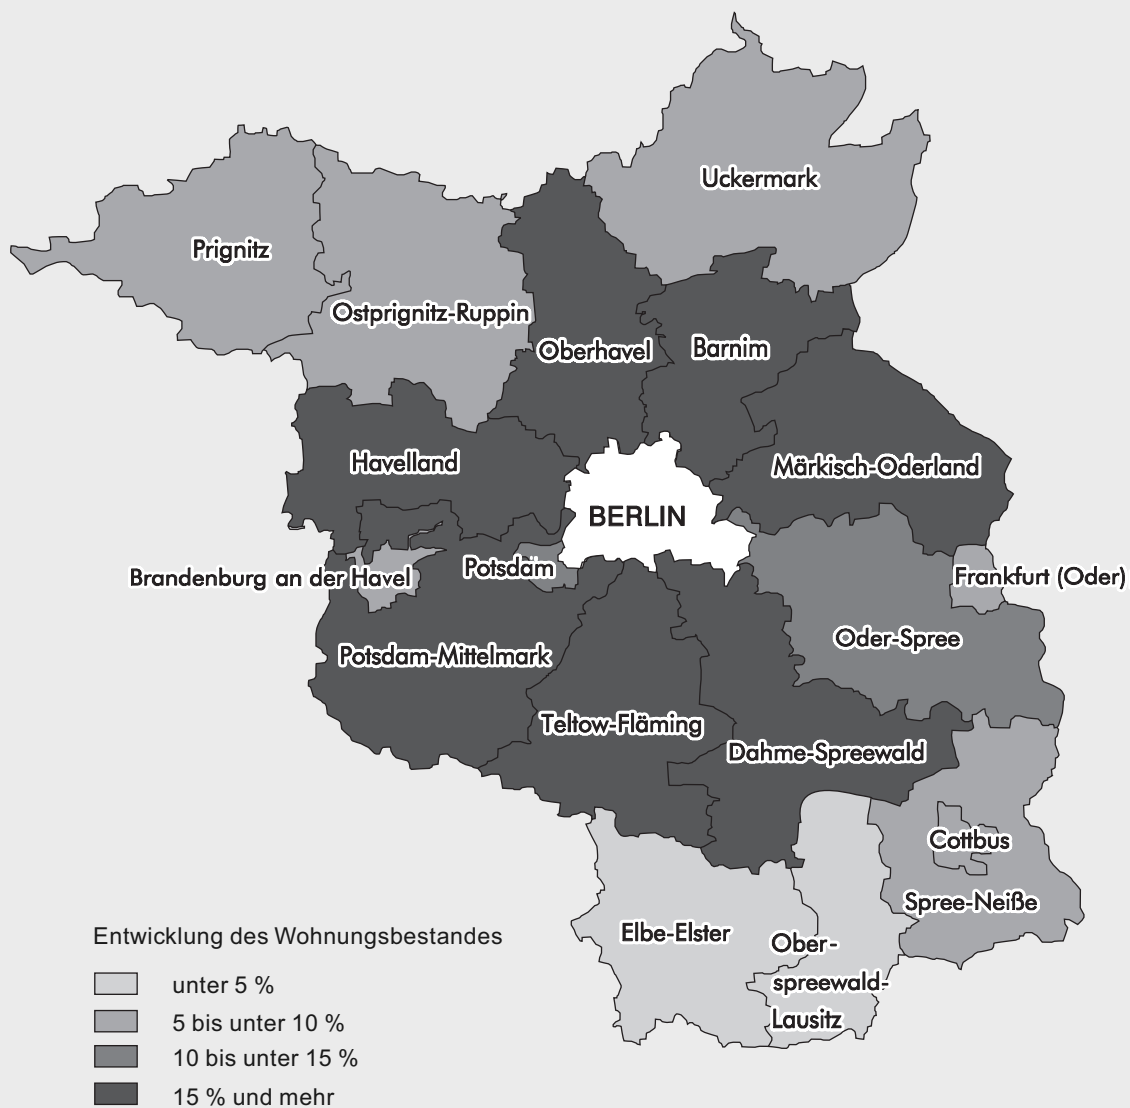 Uckermark
Prignitz
Ostprignitz-Ruppin
Oberhavel
Barnim
Havelland
Märkisch-Oderland
BERLIN
Potsdam
Brandenburg an der Havel
Frankfurt (Oder)
Oder-Spree
Potsdam-Mittelmark
Teltow-Fläming
Dahme-Spreewald
Cottbus
Spree-Neiße
Elbe-Elster
Ober-
spreewald-
Lausitz
Entwicklung des Wohnungsbestandes
unter 5 %
5 bis unter 10 %
10 bis unter 15 %
15 % und mehr